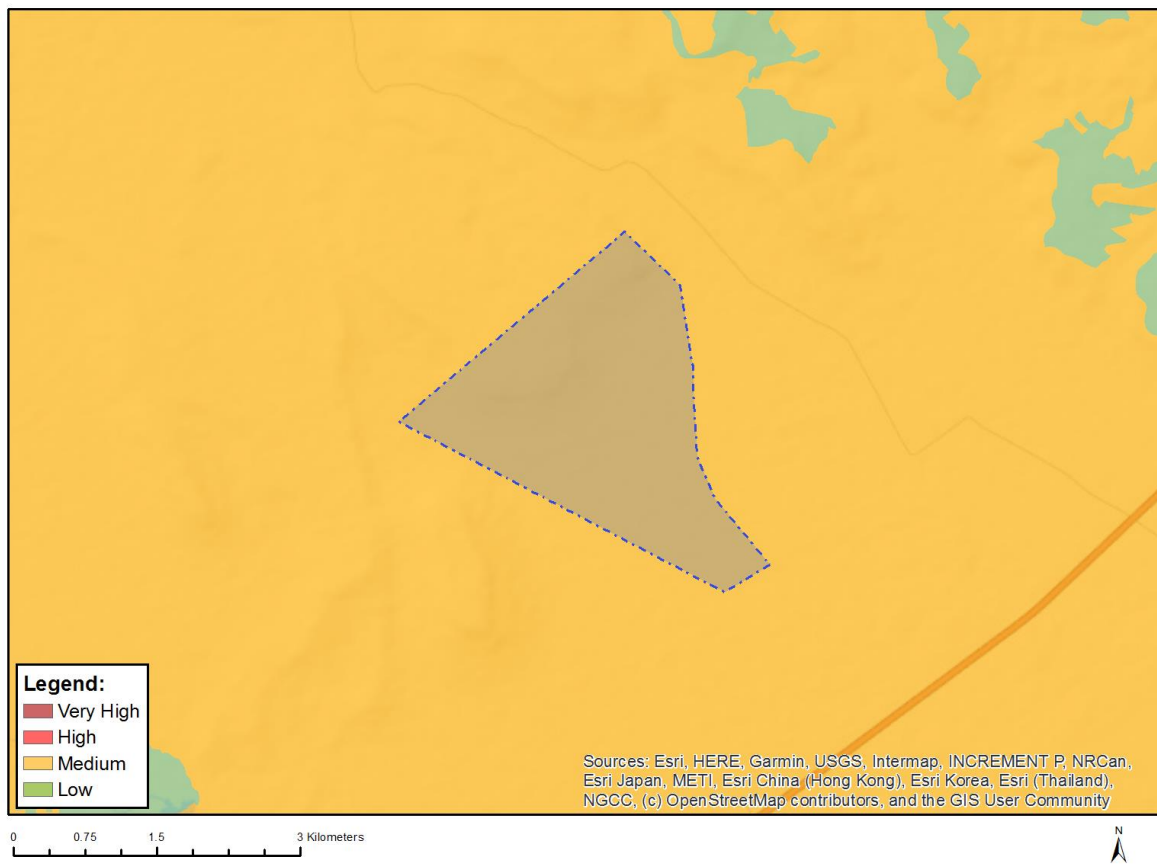 Legend:
Very High
High
Medium
Low
Sources: Esri, HERE, Garmin, USGS, Intermap, INCREMENT P, NRCan,
Esri Japan, METI, Esri China (Hong Kong), Esri Korea, Esri (Thailand),
NGCC, (c) OpenStreetMap contributors, and the GIS User Community
0 0.75 1.5 3 Kilometers
N